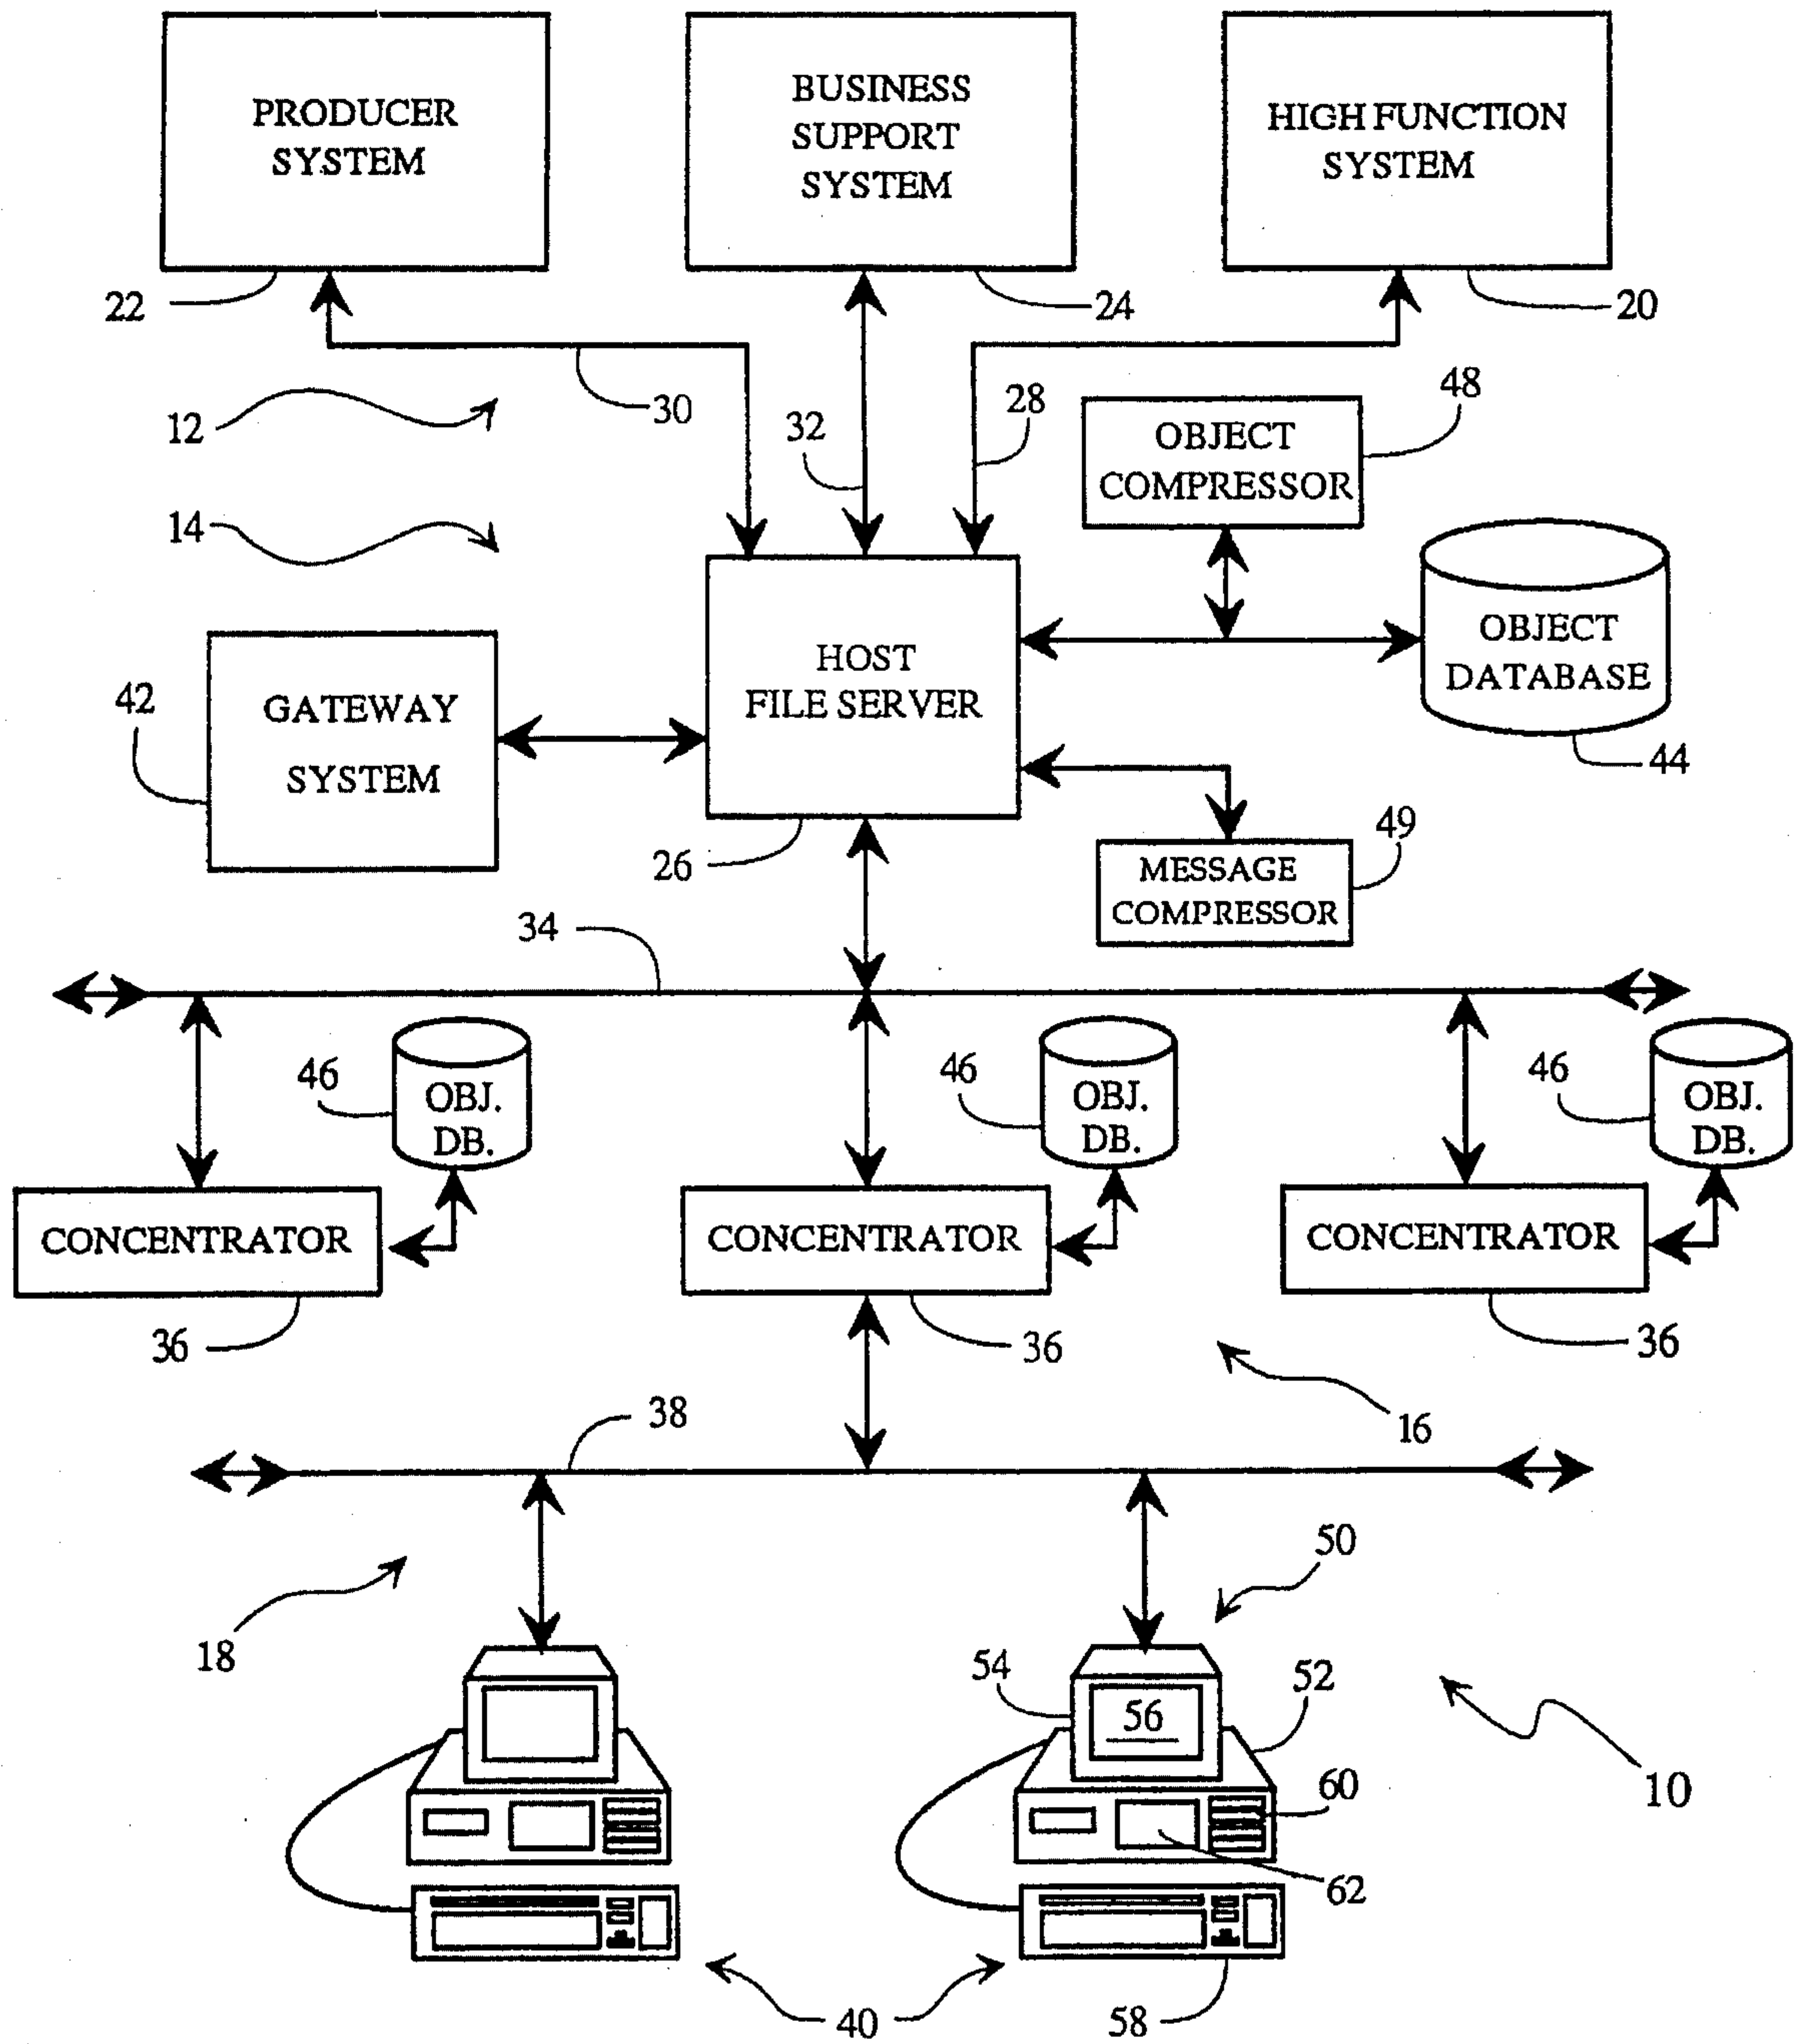 PRODUCER
SYSTEM
BUSINESS
SUPPORT
SYSTEM
HIGH FUNCTION
SYSTEM
22
24
20
12
30
32
28
48
OBJECT
COMPRESSOR
14
HOST
FILE SERVER
OBJECT
DATABASE
42
GATEWAY
SYSTEM
44
26
49
MESSAGE
COMPRESSOR
34
46
OBJ.
DB.
46
OBJ.
DB.
46
OBJ.
DB.
CONCENTRATOR
CONCENTRATOR
CONCENTRATOR
36
36
36
38
16
50
18
54
56
52
60
10
62
40
58